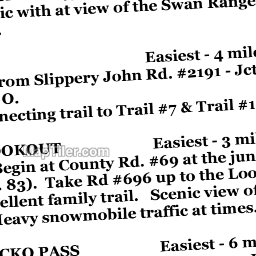 ic with at view of the Swan Range
Easiest - 4 mil
rom Slippery John Rd. #2191 - Jct
O.
necting trail to Trail #7 & Trail #1
OOKOUT
Easiest - 3 mi
Begin at County Rd. #69 at the jun
. 83). Take Rd #696 up to the Loo
ellent family trail. Scenic view of
Heavy snowmobile traffic at times.
CKO PASS
Easiest - 6 m